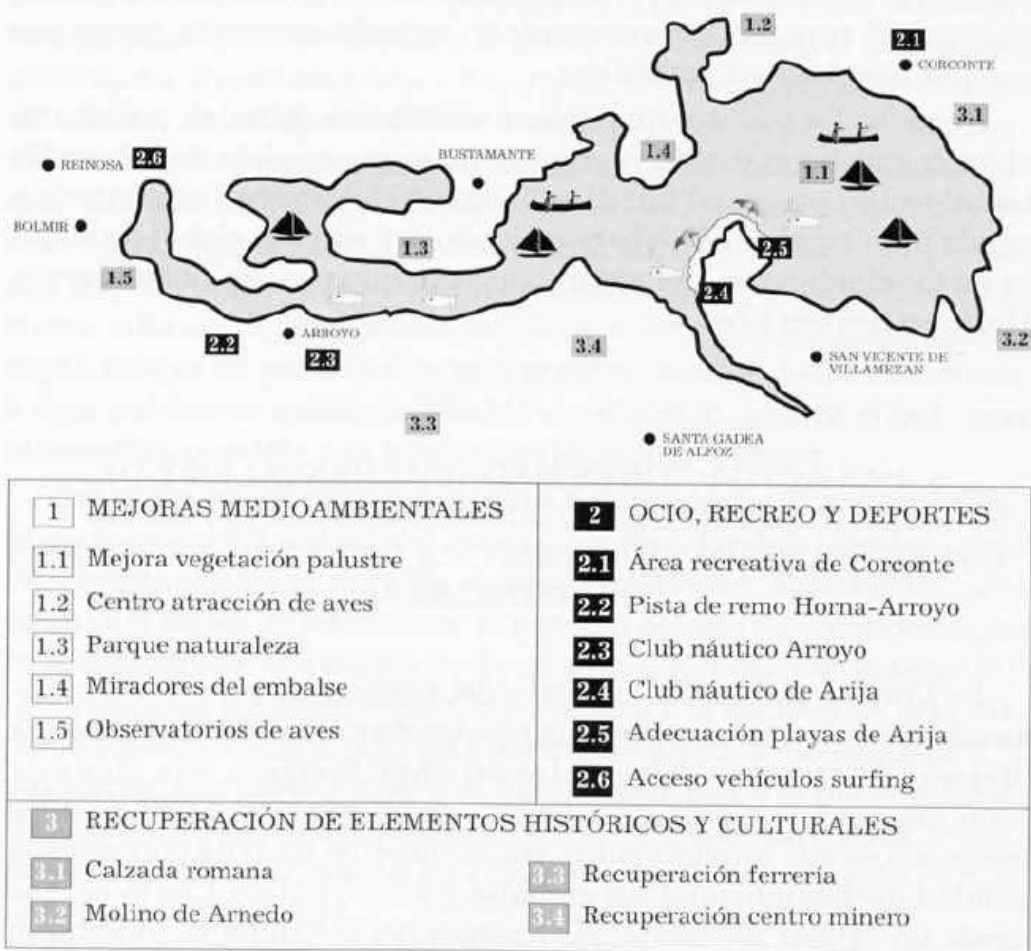 1.2
2.1
CORCONTE
3.1
REINOSA
2.6
BUSTAMANTE
1.4
1.1
BOLMIR
1.3
2.5
1.5
2.4
2.2
ARROYO
2.3
3.4
3.2
SAN VICENTE DE
VILLAMEZAN
3.3
SANTA GADEA
DE ALFOZ
1 MEJORAS MEDIOAMBIENTALES
1.1 Mejora vegetación palustre
1.2 Centro atracción de aves
1.3 Parque naturaleza
1.4 Miradores del embalse
1.5 Observatorios de aves
2 OCIO, RECREO Y DEPORTES
2.1 Área recreativa de Corconte
2.2 Pista de remo Horna-Arroyo
2.3 Club náutico Arroyo
2.4 Club náutico de Arija
2.5 Adecuación playas de Arija
2.6 Acceso vehículos surfing
3 RECUPERACIÓN DE ELEMENTOS HISTÓRICOS Y CULTURALES
3.1 Calzada romana
3.2 Molino de Arnedo
3.3 Recuperación ferrería
3.4 Recuperación centro minero